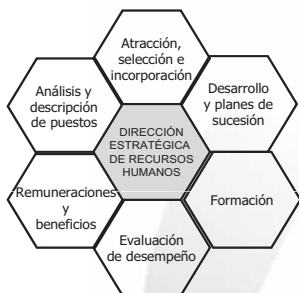 Atracción,
selección e
incorporación
Análisis y
descripción
de puestos
Desarrollo
y planes de
sucesión
DIRECCIÓN
ESTRATÉGICA
DE RECURSOS
HUMANOS
Remuneraciones
y
beneficios
Formación
Evaluación
de desempeño